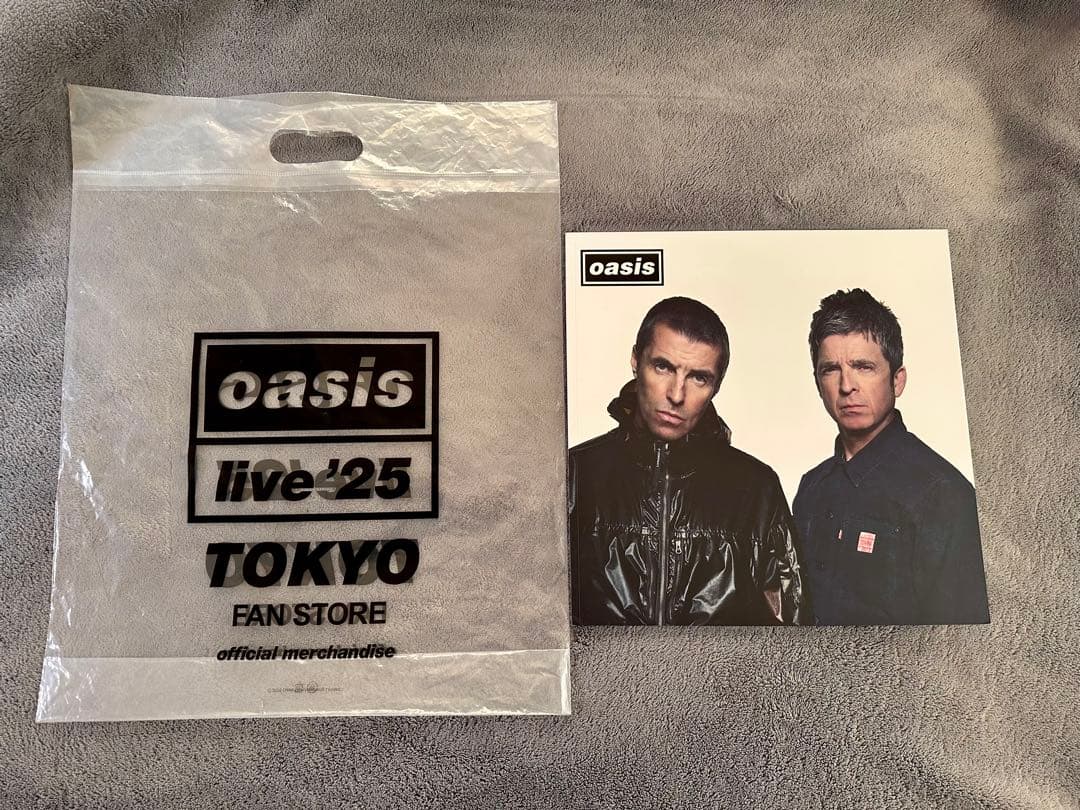 oasis
live '25
TOKYO
FAN STORE
official merchandise
oasis